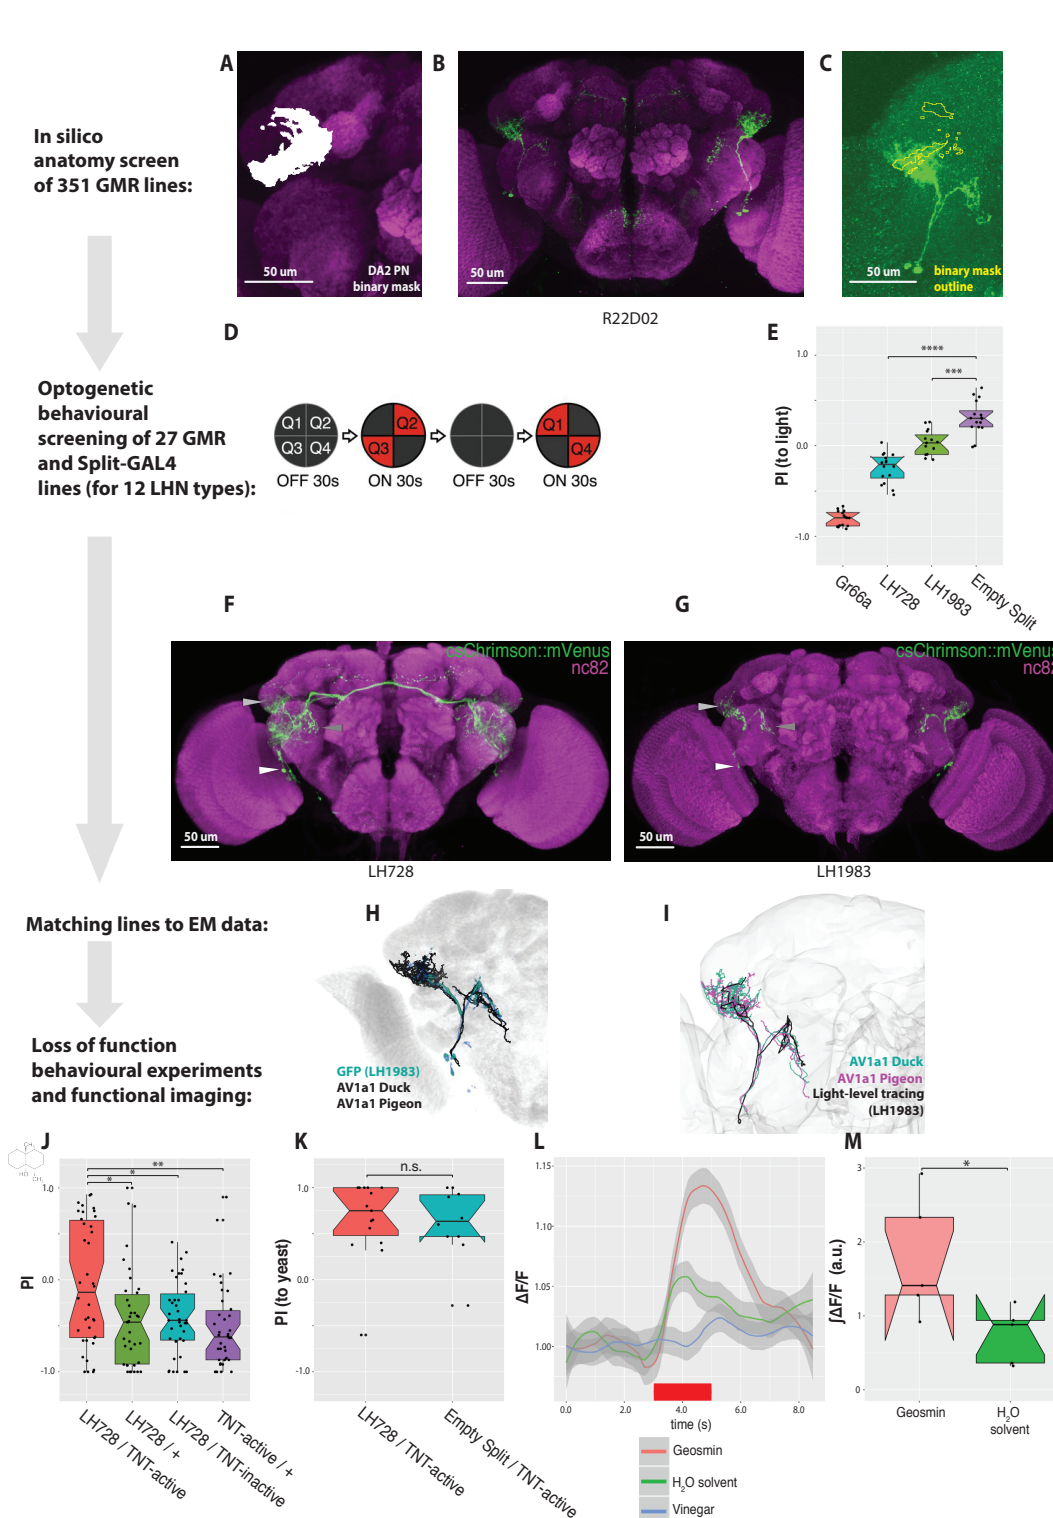 In silico
anatomy screen
of 351 GMR lines:
A
50 um
DA2 PN
binary mask
B
50 um
R22D02
C
50 um
binary mask
outline
Optogenetic
behavioural
screening of 27 GMR
and Split-GAL4
lines (for 12 LHN types):
D
Q1 Q2
Q3 Q4
OFF 30s
Q2
Q3
ON 30s
OFF 30s
Q1
Q4
ON 30s
E
****
***
1.0
0.0
-1.0
PI (to light)
Gr66a
LH728
LH1983
Empty Split
F
csChrimson::mVenus
nc82
50 um
LH728
G
csChrimson::mVenus
nc82
50 um
LH1983
Matching lines to EM data:
H
GFP (LH1983)
AV1a1 Duck
AV1a1 Pigeon
I
AV1a1 Duck
AV1a1 Pigeon
Light-level tracing
(LH1983)
Loss of function
behavioural experiments
and functional imaging:
J
CH₃
HO
CH₃
**
*
*
1.0
0.0
-1.0
PI
LH728 / TNT-active
LH728 / +
LH728 / TNT-inactive
TNT-active / +
K
n.s.
1.0
0.0
-1.0
PI (to yeast)
LH728 / TNT-active
Empty Split / TNT-active
L
1.15
1.10
1.05
1.00
ΔF/F
0.0 2.0 4.0 6.0 8.0
time (s)
Geosmin
H₂O solvent
Vinegar
M
*
3
2
1
0
∫ΔF/F (a.u.)
Geosmin
H₂O
solvent